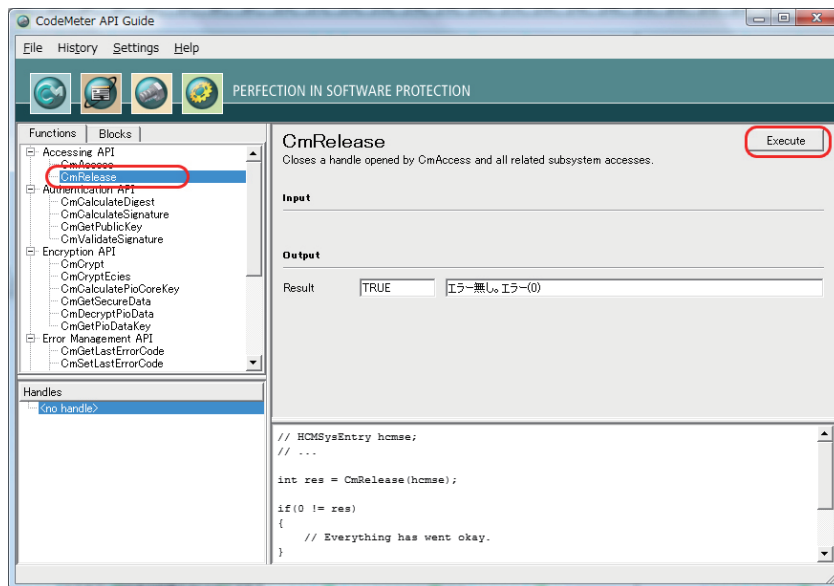 CodeMeter API Guide
File History Settings Help
PERFECTION IN SOFTWARE PROTECTION
Functions Blocks
Accessing API
CmAccess
CmRelease
Authentication API
CmCalculateDigest
CmCalculateSignature
CmGetPublicKey
CmValidateSignature
Encryption API
CmCrypt
CmCryptEcies
CmCalculatePioCoreKey
CmGetSecureData
CmDecryptPioData
CmGetPioDataKey
Error Management API
CmGetLastErrorCode
CmSetLastErrorCode
Handles
<no handle>
CmRelease
Execute
Closes a handle opened by CmAccess and all related subsystem accesses.
Input
Output
Result TRUE エラー無し。エラー(0)
// HCMSysEntry hcmse;
// ...
int res = CmRelease(hcmse);
if(0 != res)
{
// Everything has went okay.
}